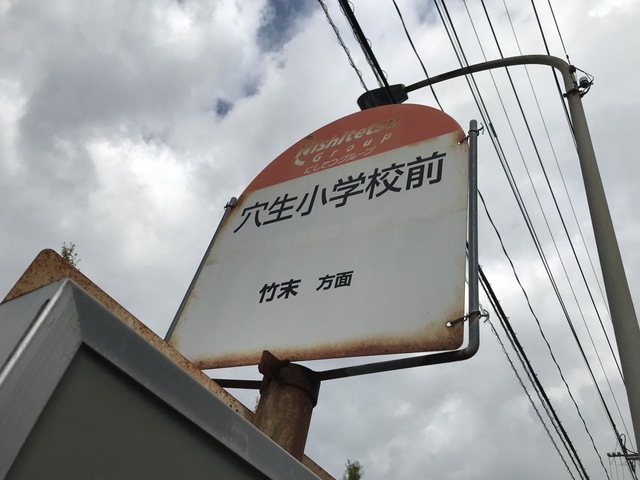 Nishitetsu
Group
にしてつグループ
穴生小学校前
竹末 方面